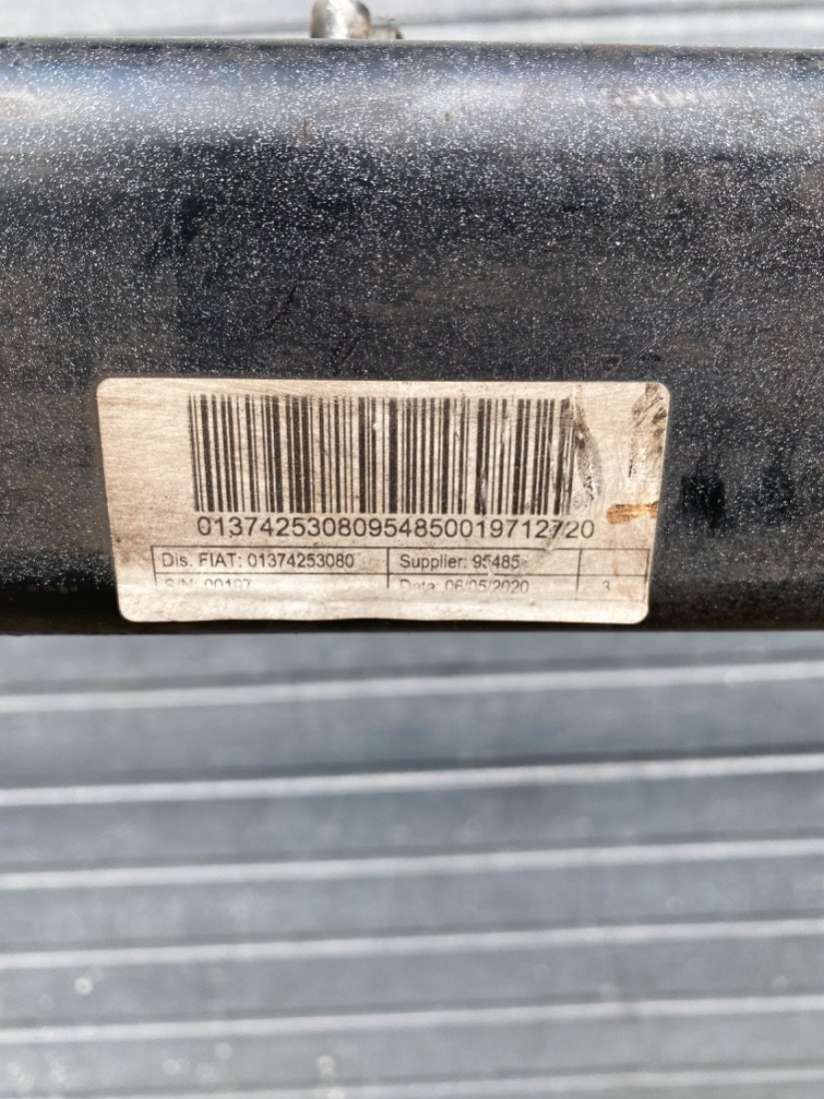 01374253080954850019712720
Dis. FIAT: 01374253080 Supplier: 95485
S/N: 00197 Data: 06/05/2020 3